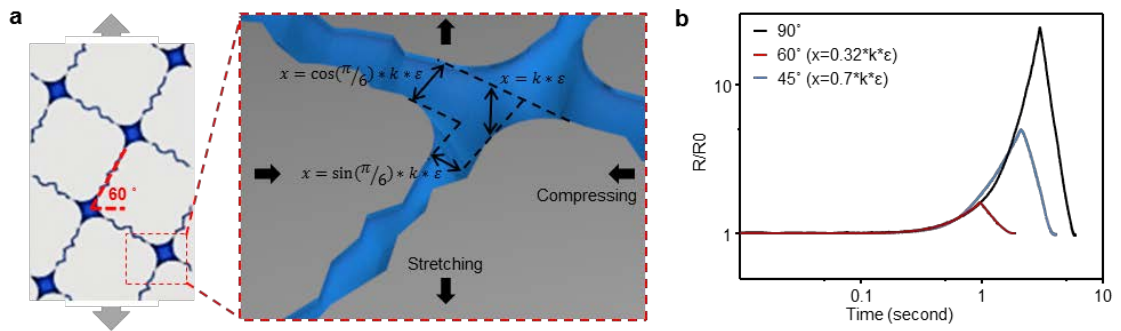 a
60°
x = cos(π/6) * k * ε
x = k * ε
x = sin(π/6) * k * ε
Compressing
Stretching
b
90°
60° (x=0.32*k*ε)
45° (x=0.7*k*ε)
R/R0
10
1
0.1
1
10
Time (second)